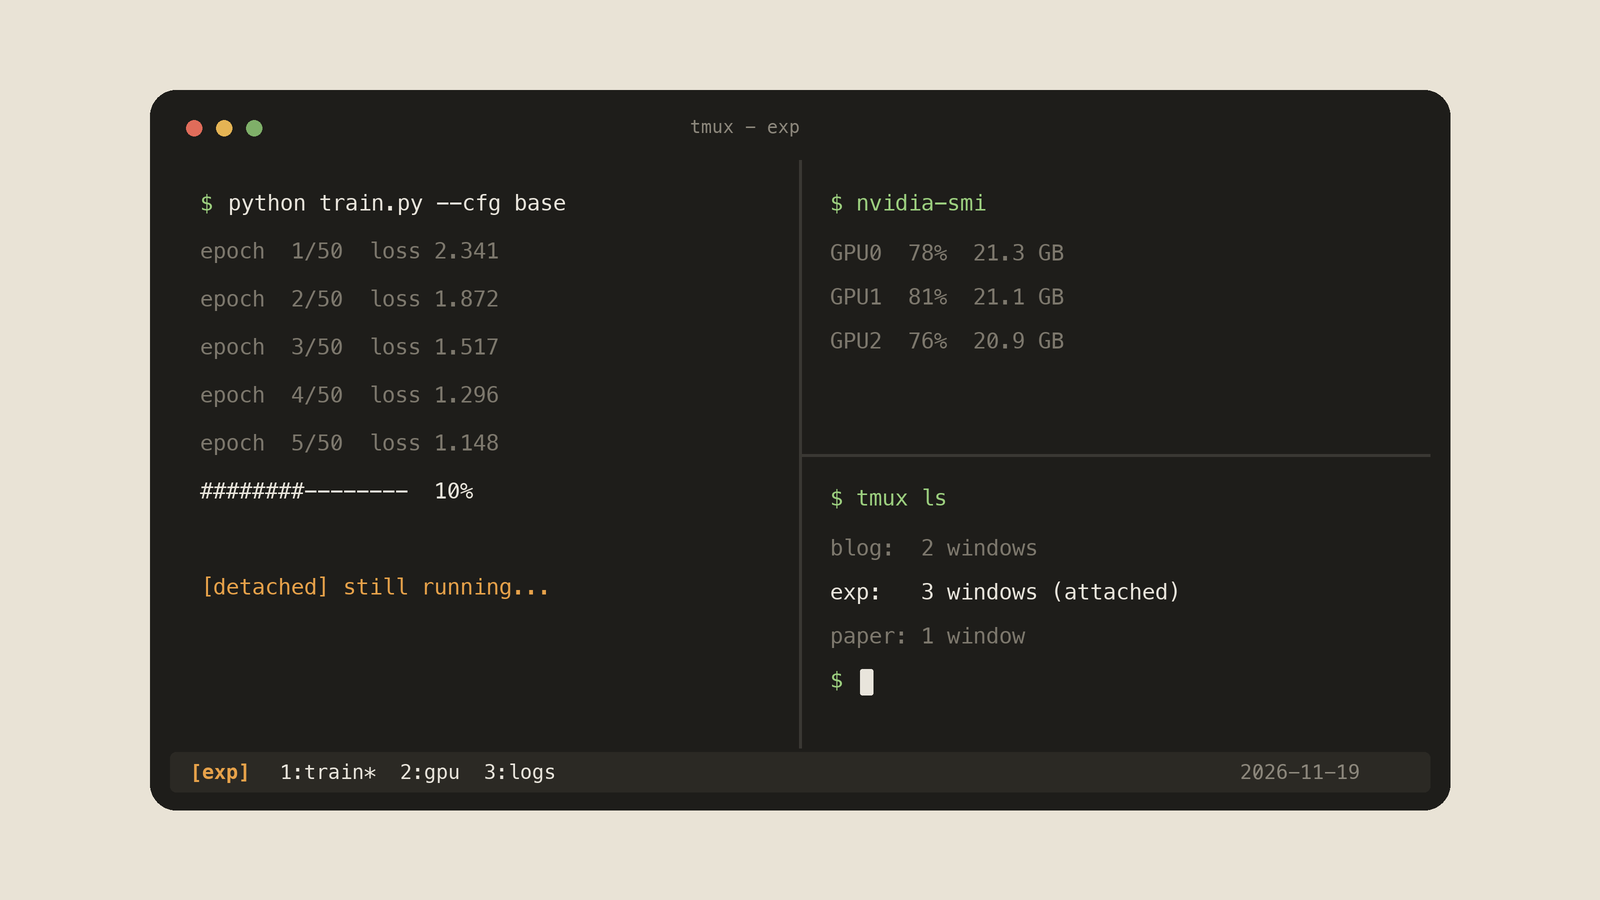 tmux - exp
$ python train.py --cfg base
epoch  1/50  loss 2.341
epoch  2/50  loss 1.872
epoch  3/50  loss 1.517
epoch  4/50  loss 1.296
epoch  5/50  loss 1.148
########--------  10%
[detached] still running...
$ nvidia-smi
GPU0  78%  21.3 GB
GPU1  81%  21.1 GB
GPU2  76%  20.9 GB
$ tmux ls
blog:  2 windows
exp:   3 windows (attached)
paper: 1 window
$
[exp]  1:train*  2:gpu  3:logs  2026-11-19